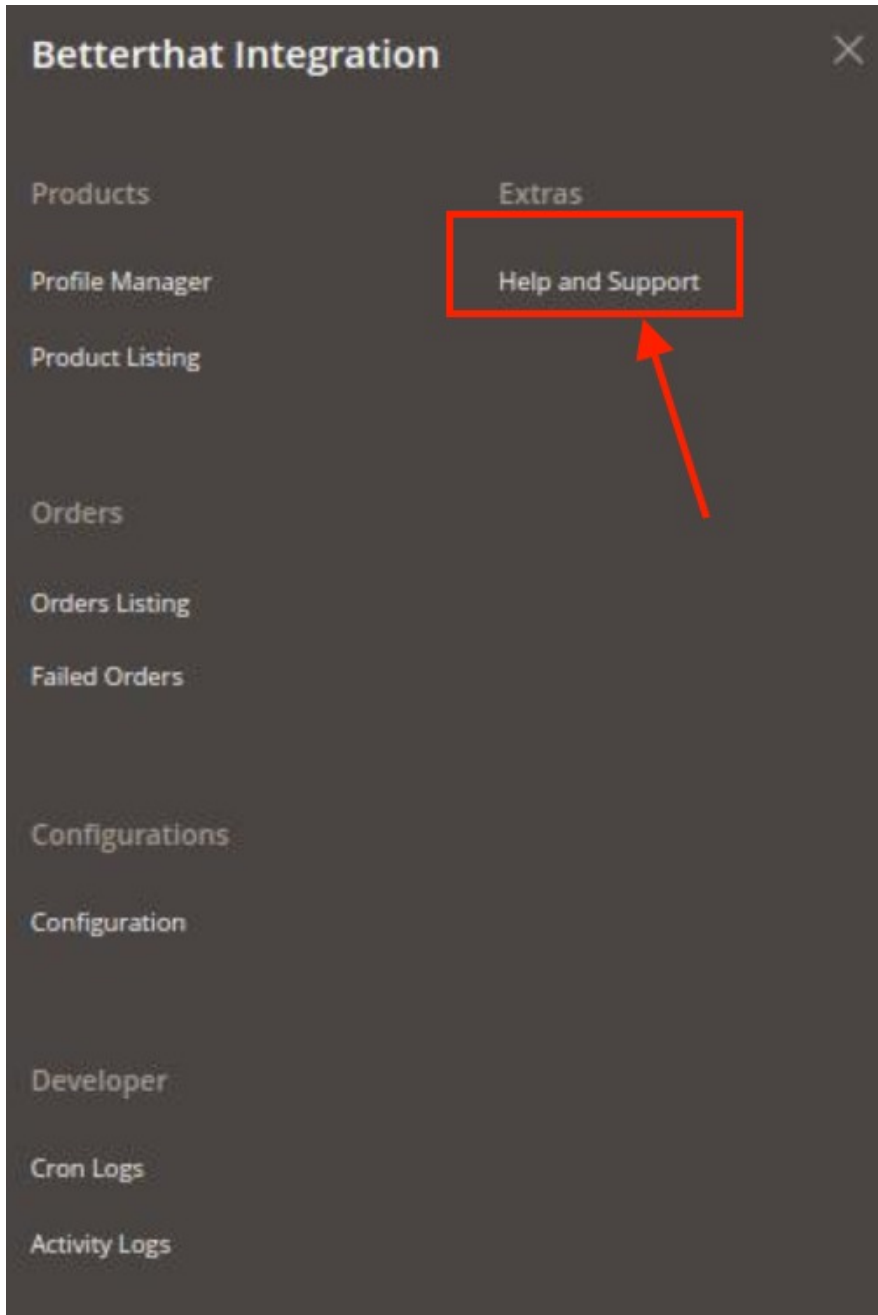 Betterthat Integration
Products
Profile Manager
Product Listing
Orders
Orders Listing
Failed Orders
Configurations
Configuration
Developer
Cron Logs
Activity Logs
Extras
Help and Support